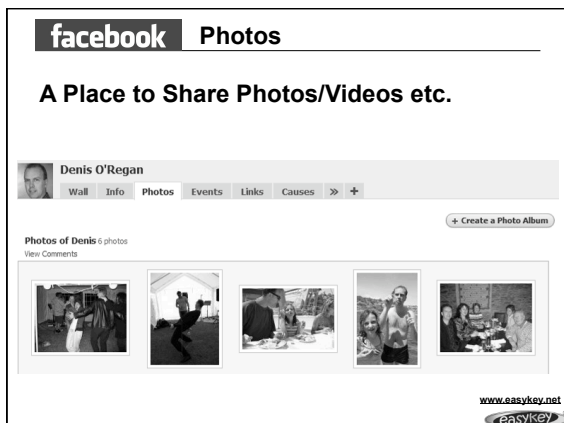 facebook Photos
A Place to Share Photos/Videos etc.
Denis O'Regan
Wall Info Photos Events Links Causes » +
+ Create a Photo Album
Photos of Denis 6 photos
View Comments
www.easykey.net
easykey